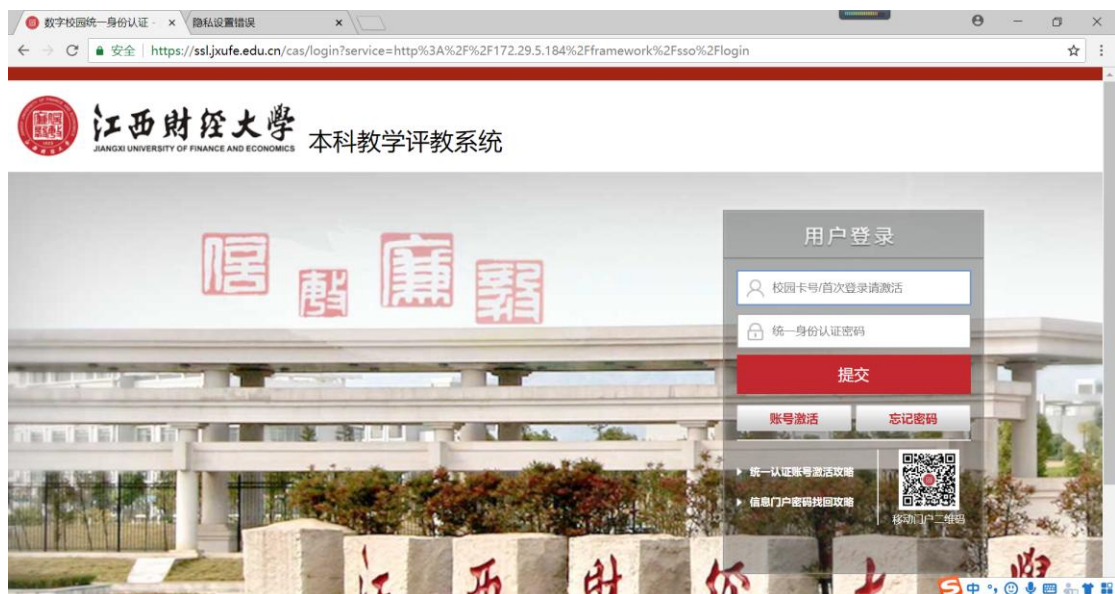 数字校园统一身份认证 -
隐私设置错误
安全 | https://ssl.jxufe.edu.cn/cas/login?service=http%3A%2F%2F172.29.5.184%2Fframework%2Fsso%2Flogin
江西财经大学
JIANGXI UNIVERSITY OF FINANCE AND ECONOMICS
本科教学评教系统
信敏廉毅
用户登录
校园卡号/首次登录请激活
统一身份认证密码
提交
账号激活
忘记密码
统一认证账号激活攻略
信息门户密码找回攻略
移动门户二维码
江西财经大学
中